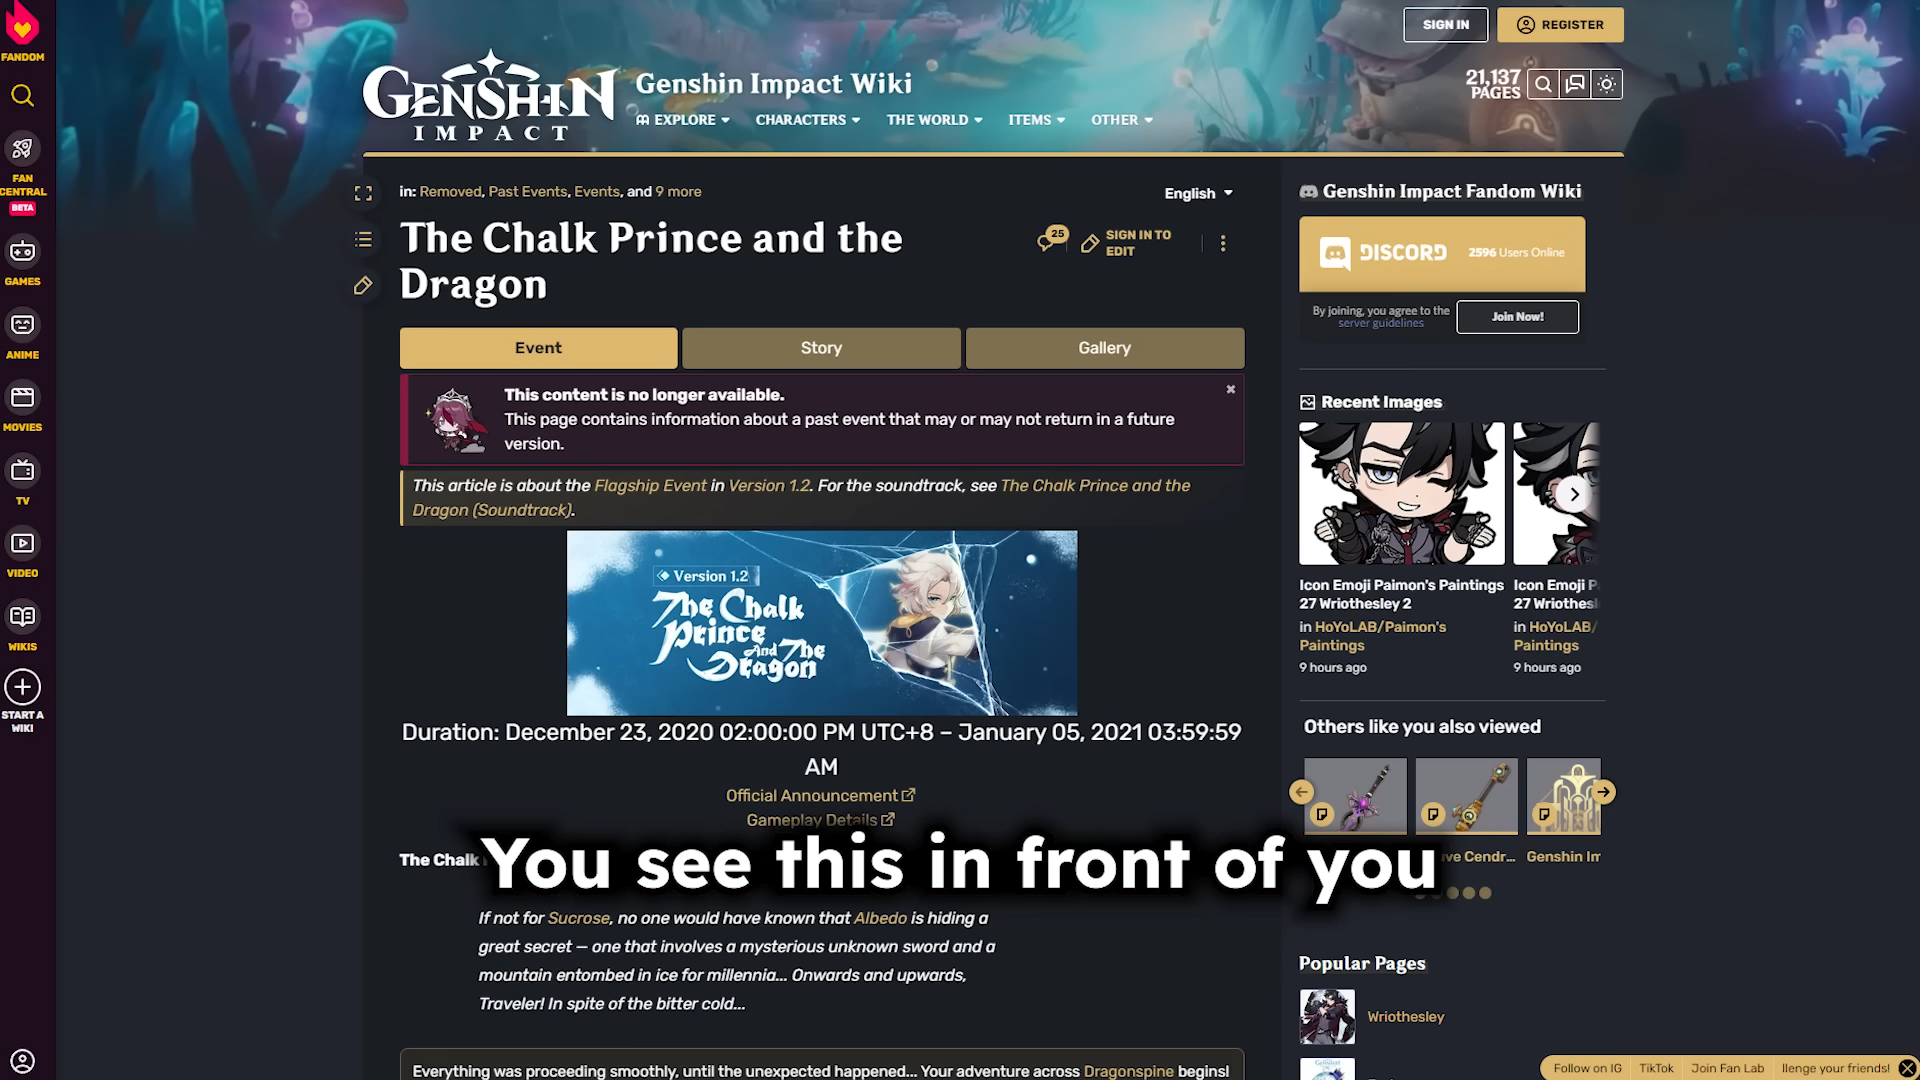 FANDOM
FAN CENTRAL
BETA
GAMES
ANIME
MOVIES
TV
VIDEO
WIKIS
START A WIKI
SIGN IN
REGISTER
GENSHIN
IMPACT
Genshin Impact Wiki
EXPLORE
CHARACTERS
THE WORLD
ITEMS
OTHER
21,137
PAGES
in: Removed, Past Events, Events, and 9 more
English
The Chalk Prince and the
Dragon
25
SIGN IN TO
EDIT
Event
Story
Gallery
This content is no longer available.
This page contains information about a past event that may or may not return in a future
version.
This article is about the Flagship Event in Version 1.2. For the soundtrack, see The Chalk Prince and the
Dragon (Soundtrack).
Version 1.2
The Chalk
Prince
And The
Dragon
Duration: December 23, 2020 02:00:00 PM UTC+8 – January 05, 2021 03:59:59
AM
Official Announcement
Gameplay Details
The Chalk
You see this in front of you
If not for Sucrose, no one would have known that Albedo is hiding a
great secret — one that involves a mysterious unknown sword and a
mountain entombed in ice for millennia... Onwards and upwards,
Traveler! In spite of the bitter cold...
Everything was proceeding smoothly, until the unexpected happened... Your adventure across Dragonspine begins!
Genshin Impact Fandom Wiki
DISCORD
2596 Users Online
By joining, you agree to the
server guidelines
Join Now!
Recent Images
Icon Emoji Paimon's Paintings
27 Wriothesley 2
in HoYoLAB/Paimon's
Paintings
9 hours ago
Icon Emoji P
27 Wriothesl
in HoYoLAB/
Paintings
9 hours ago
Others like you also viewed
ve Cendr...
Genshin Im
Popular Pages
Wriothesley
Follow on IG
TikTok
Join Fan Lab
llenge your friends!